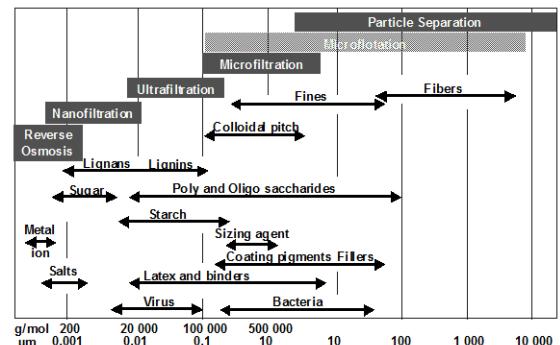 Particle Separation
Microflotation
Microfiltration
Ultrafiltration
Fines
Fibers
Nanofiltration
Colloidal pitch
Reverse
Osmosis
Lignans Lignins
Sugar
Poly and Oligo saccharides
Starch
Metal
ion
Sizing agent
Coating pigments Fillers
Salts
Latex and binders
Virus
Bacteria
g/mol 200 20 000 100 000 500 000
um 0.001 0.01 0.1 10 10 100 1 000 10 000